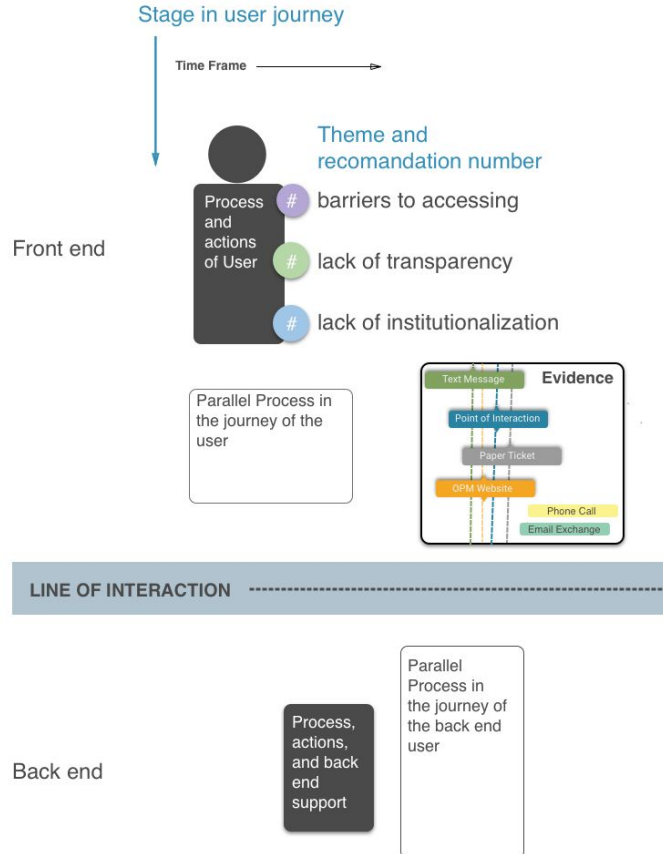 Stage in user journey
Time Frame
Theme and
recomandation number
Process
and
actions
of User
# barriers to accessing
# lack of transparency
# lack of institutionalization
Front end
Parallel Process in
the journey of the
user
Evidence
Text Message
Point of Interaction
Paper Ticket
OPM Website
Phone Call
Email Exchange
LINE OF INTERACTION
Parallel
Process in
the journey of
the back end
user
Process,
actions,
and back
end
support
Back end